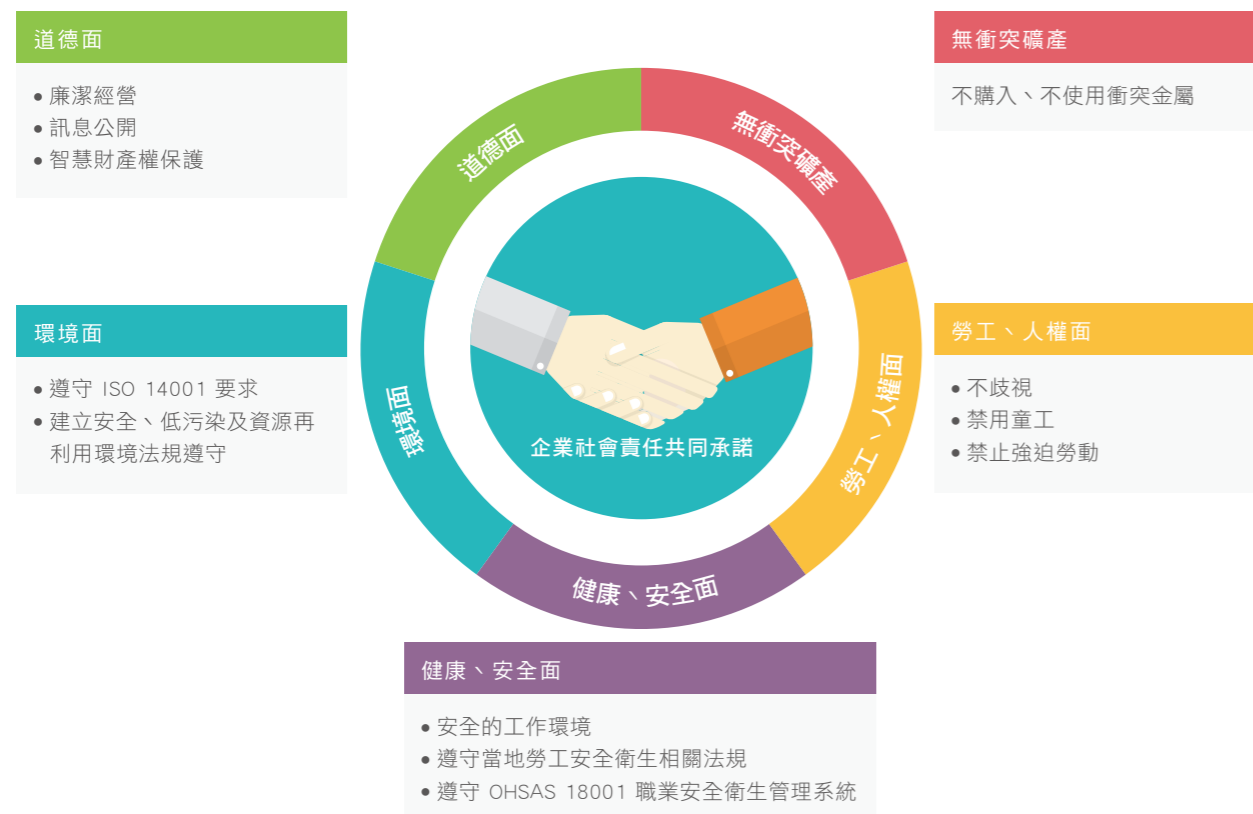 道德面
• 廉潔經營
• 訊息公開
• 智慧財產權保護
無衝突礦產
不購入、不使用衝突金屬
道德面
無衝突礦產
環境面
• 遵守 ISO 14001 要求
• 建立安全、低污染及資源再
利用環境法規遵守
環境面
企業社會責任共同承諾
勞工、人權面
勞工、人權面
• 不歧視
• 禁用童工
• 禁止強迫勞動
健康、安全面
健康、安全面
• 安全的工作環境
• 遵守當地勞工安全衛生相關法規
• 遵守 OHSAS 18001 職業安全衛生管理系統